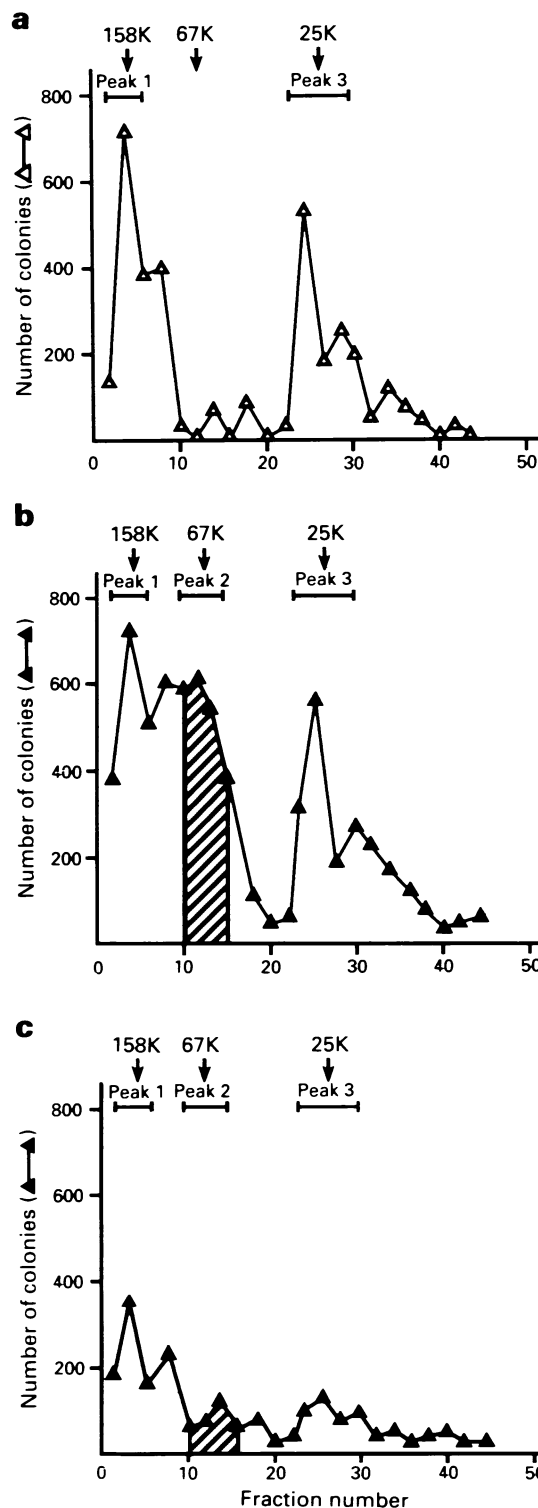 a
158K 67K 25K
Peak 1 Peak 3
800
600
400
200
Number of colonies (△—△)
0 10 20 30 40 50
b
158K 67K 25K
Peak 1 Peak 2 Peak 3
800
600
400
200
Number of colonies (▲—▲)
0 10 20 30 40 50
c
158K 67K 25K
Peak 1 Peak 2 Peak 3
800
600
400
200
Number of colonies (▲—▲)
0 10 20 30 40 50
Fraction number